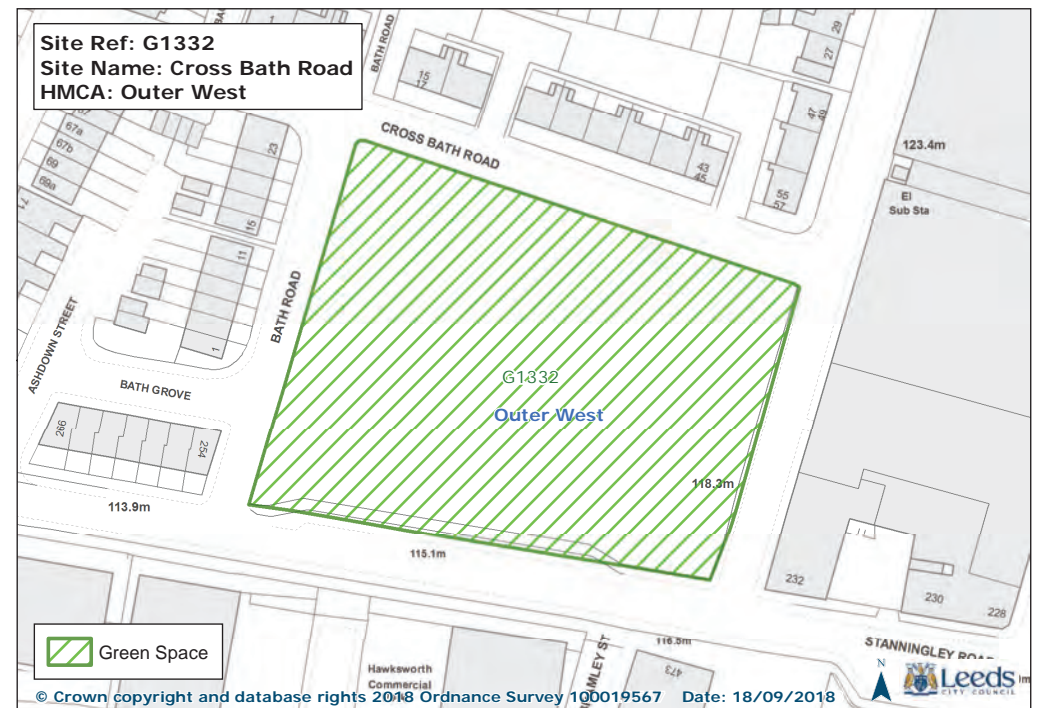 Site Ref: G1332
Site Name: Cross Bath Road
HMCA: Outer West
BATH ROAD
15
17
1
29
27
47
49
CROSS BATH ROAD
43
45
55
57
123.4m
El
Sub Sta
67a
67b
69
69a
71
23
15
11
1
BATH ROAD
ASHDOWN STREET
BATH GROVE
266
254
G1332
Outer West
118.3m
113.9m
115.1m
232
230
228
STANNINGLEY ROAD
116.5m
473
Hawksworth
Commercial
Green Space
N
Leeds
CITY COUNCIL
© Crown copyright and database rights 2018 Ordnance Survey 100019567 Date: 18/09/2018